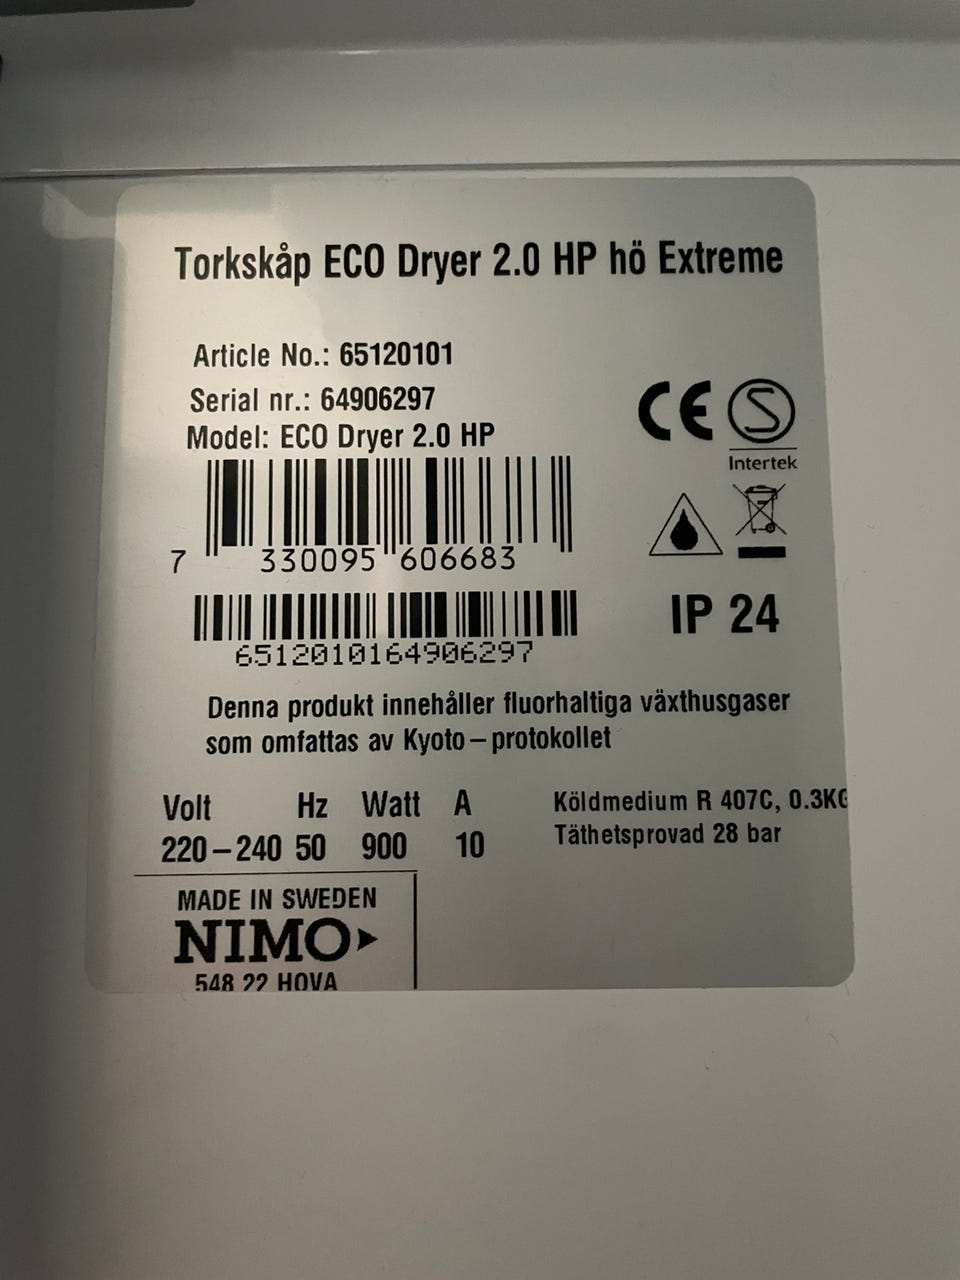 Torkskåp ECO Dryer 2.0 HP hö Extreme
Article No.: 65120101
Serial nr.: 64906297
Model: ECO Dryer 2.0 HP
CE S
Intertek
7 330095 606683
6512010164906297
IP 24
Denna produkt innehåller fluorhaltiga växthusgaser
som omfattas av Kyoto–protokollet
Volt Hz Watt A
220–240 50 900 10
Köldmedium R 407C, 0.3KG
Täthetsprovad 28 bar
MADE IN SWEDEN
NIMO
548 22 HOVA